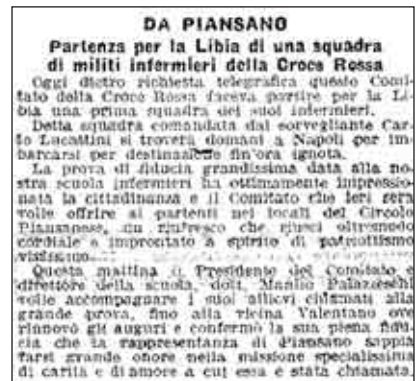 DA PIANSANO
Partenza per la Libia di una squadra
di militi infermieri della Croce Rossa
Oggi dietro richiesta telegrafica questo Comi-
tato della Croce Rossa faceva partire per la Li-
bia una prima squadra dei suoi infermieri.
Detta squadra comandata dal sorvegliante Car-
lo Lucattini si troverà domani a Napoli per im-
barcarsi per destinazione fin'ora ignota.
La prova di fiducia grandissima data alla no-
stra scuola infermieri ha ottimamente impressio-
nata la cittadinanza e il Comitato che ieri sera
volle offrire ai partenti nei locali del Circolo
Piansanese, un rinfresco che riuscì oltremodo
cordiale e improntato a spirito di patriottismo
vivissimo.
Questa mattina il Presidente del Comitato e
direttore della scuola, dott. Manlio Palazzeschi
volle accompagnare i suoi allievi chiamati alla
grande prova, fino alla vicina Valentano ove
rinnovò gli auguri e confermò la sua piena fidu-
cia che la rappresentanza di Piansano sappia
farsi grande onore nella missione specialissima
di carità e di amore a cui essa è stata chiamata.